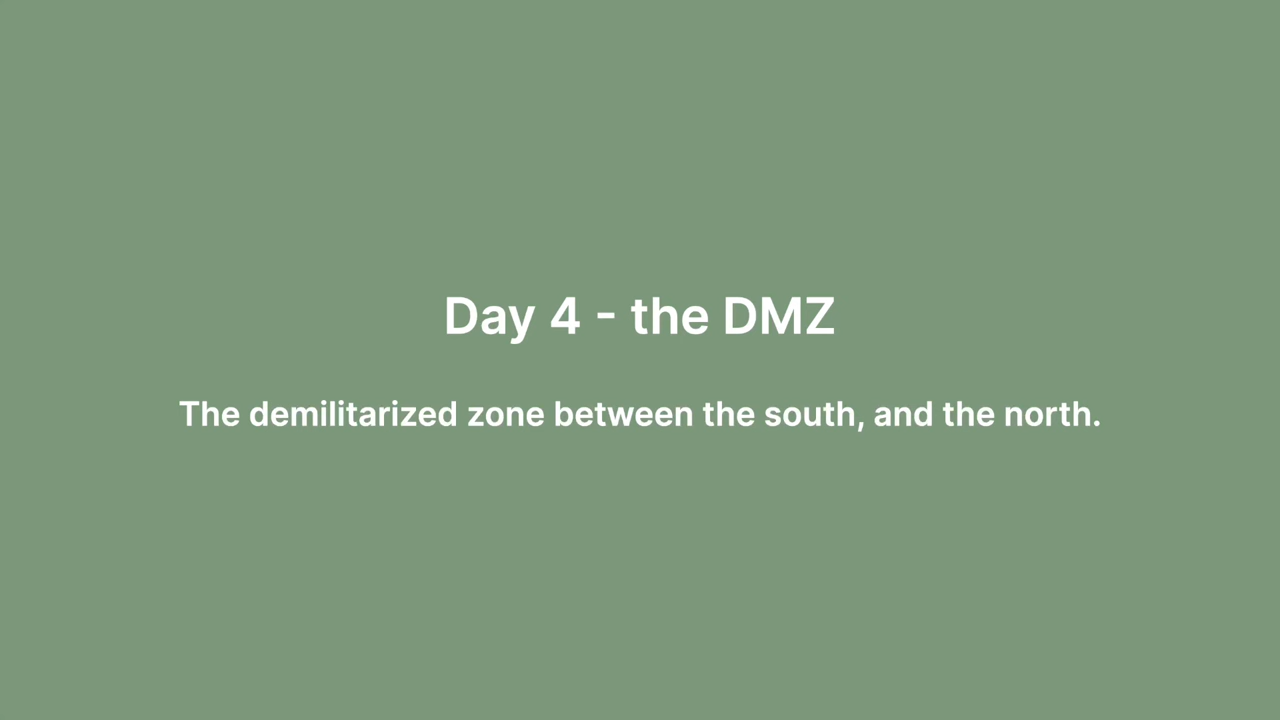 Day 4 - the DMZ
The demilitarized zone between the south, and the north.